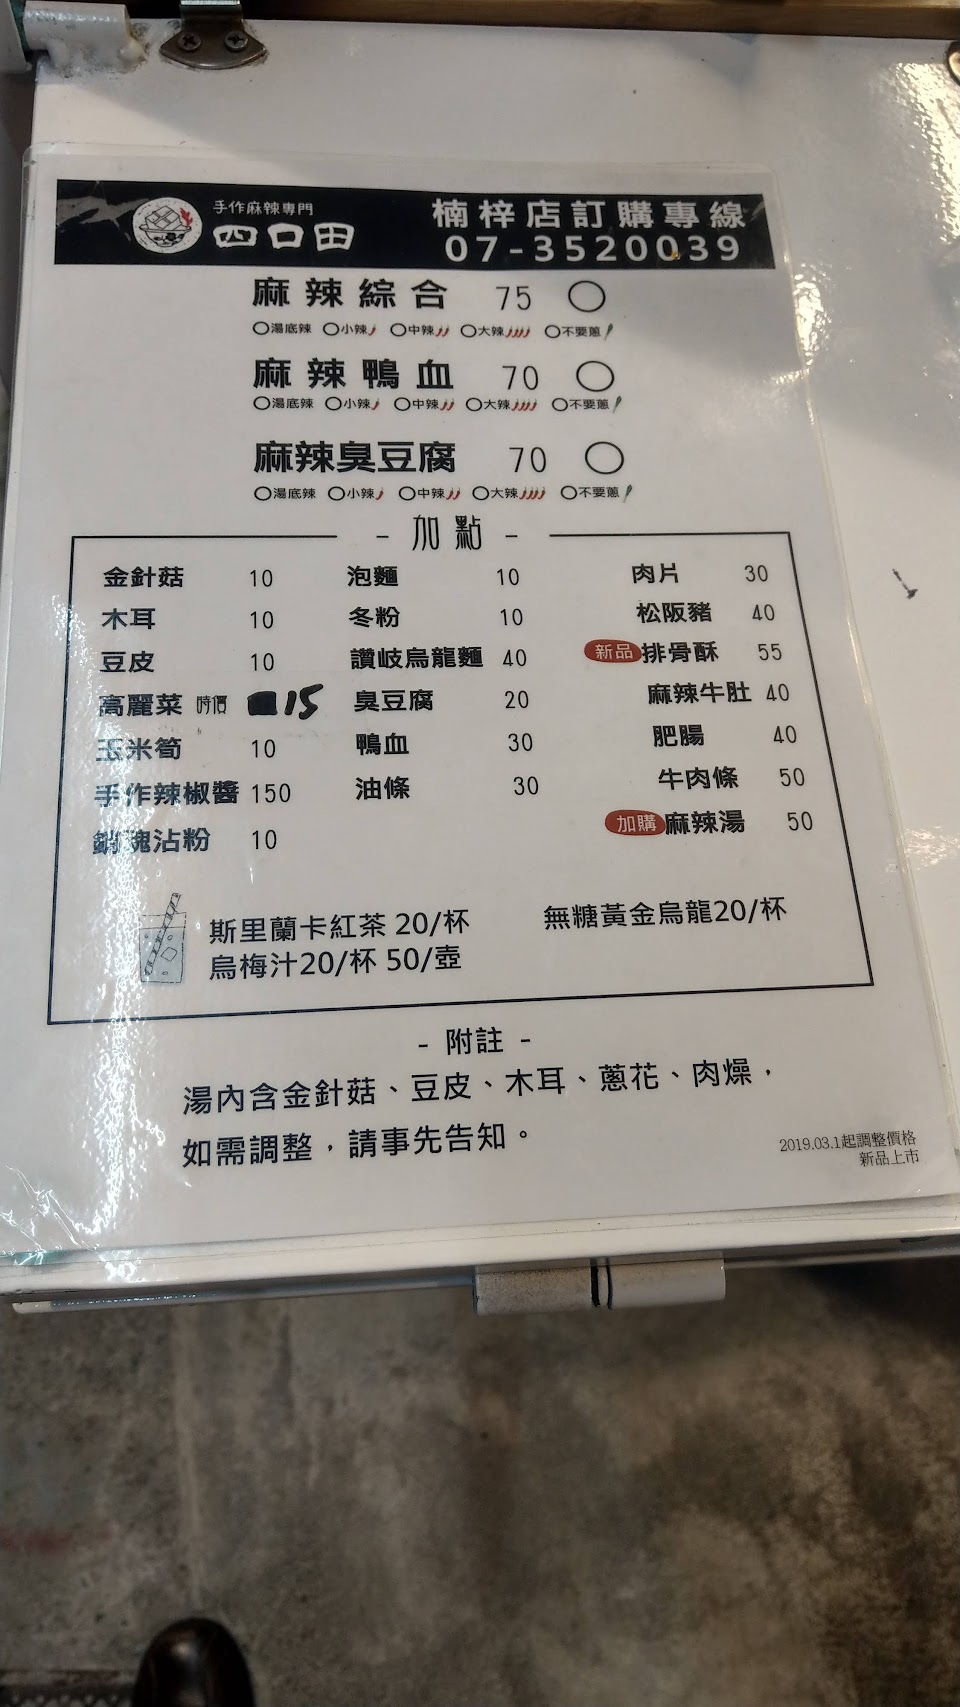 手作麻辣專門
四口田
楠梓店訂購專線
07-3520039
麻辣綜合 75
湯底辣 小辣 中辣 大辣 不要蔥
麻辣鴨血 70
湯底辣 小辣 中辣 大辣 不要蔥
麻辣臭豆腐 70
湯底辣 小辣 中辣 大辣 不要蔥
- 加點 -
金針菇 10
木耳 10
豆皮 10
高麗菜 時價 15
玉米筍 10
手作辣椒醬 150
銷魂沾粉 10
泡麵 10
冬粉 10
讚岐烏龍麵 40
臭豆腐 20
鴨血 30
油條 30
肉片 30
松阪豬 40
新品 排骨酥 55
麻辣牛肚 40
肥腸 40
牛肉條 50
加購 麻辣湯 50
斯里蘭卡紅茶 20/杯
烏梅汁20/杯 50/壺
無糖黃金烏龍20/杯
- 附註 -
湯內含金針菇、豆皮、木耳、蔥花、肉燥，
如需調整，請事先告知。
2019.03.1起調整價格
新品上市